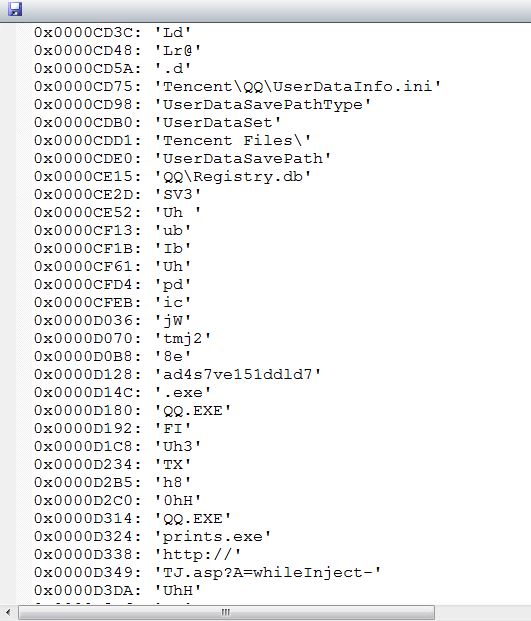 0x0000CD3C: 'Ld'
0x0000CD48: 'Lr@'
0x0000CD5A: '.d'
0x0000CD75: 'Tencent\QQ\UserDataInfo.ini'
0x0000CD98: 'UserDataSavePathType'
0x0000CDB0: 'UserDataSet'
0x0000CDD1: 'Tencent Files\'
0x0000CDE0: 'UserDataSavePath'
0x0000CE15: 'QQ\Registry.db'
0x0000CE2D: 'SV3'
0x0000CE52: 'Uh '
0x0000CF13: 'ub'
0x0000CF1B: 'Ib'
0x0000CF61: 'Uh'
0x0000CFD4: 'pd'
0x0000CFEB: 'ic'
0x0000D036: 'jW'
0x0000D070: 'tmj2'
0x0000D0B8: '8e'
0x0000D128: 'ad4s7ve151ddld7'
0x0000D14C: '.exe'
0x0000D180: 'QQ.EXE'
0x0000D192: 'FI'
0x0000D1C8: 'Uh3'
0x0000D234: 'TX'
0x0000D2B5: 'h8'
0x0000D2C0: '0hH'
0x0000D314: 'QQ.EXE'
0x0000D324: 'prints.exe'
0x0000D338: 'http://'
0x0000D349: 'TJ.asp?A=whileInject-'
0x0000D3DA: 'UhH'